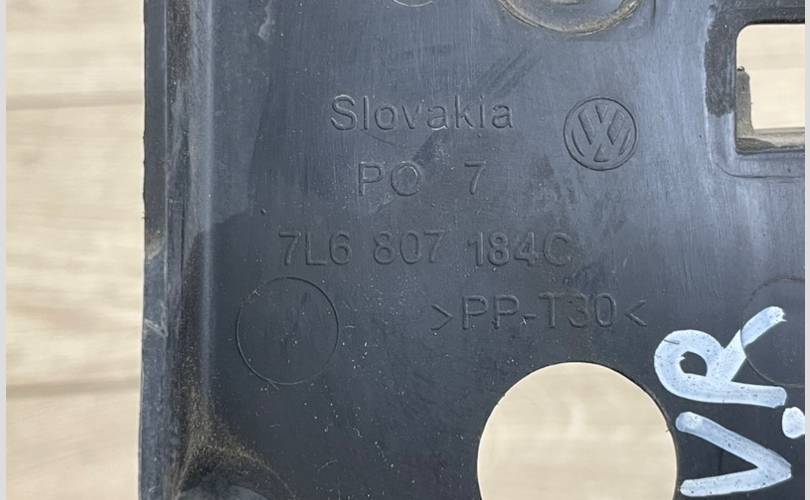 Slovakia
PO 7
7L6 807 184C
>PP-T30<
V.R